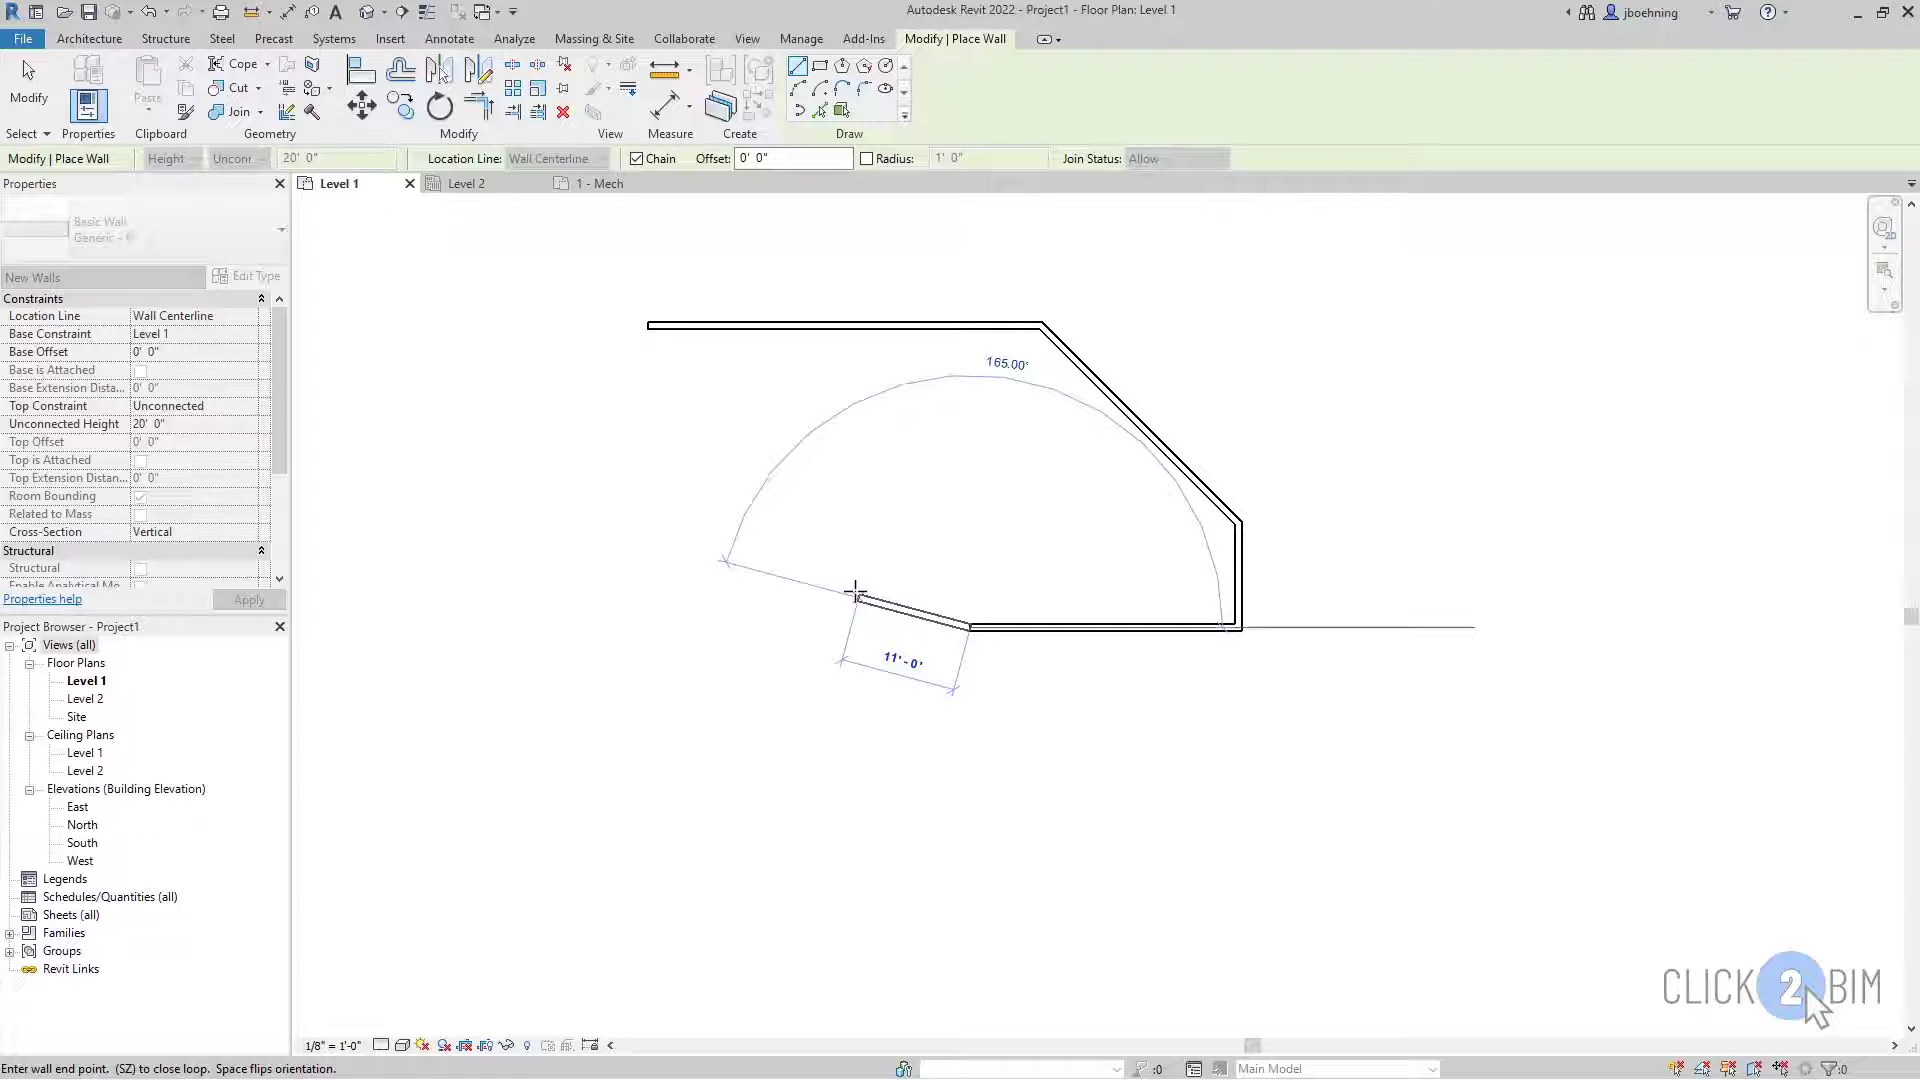 Autodesk Revit 2022 - Project1 - Floor Plan: Level 1
jboehning
File Architecture Structure Steel Precast Systems Insert Annotate Analyze Massing & Site Collaborate View Manage Add-Ins Modify | Place Wall
Modify
Paste
Cope
Cut
Join
Select Properties Clipboard Geometry Modify View Measure Create Draw
Modify | Place Wall Height Unconr 20' 0" Location Line: Wall Centerline Chain Offset: 0' 0" Radius: 1' 0" Join Status: Allow
Properties
Level 1 Level 2 1 - Mech
Basic Wall
New Walls Edit Type
Constraints
Location Line Wall Centerline
Base Constraint Level 1
Base Offset 0' 0"
Base is Attached
Base Extension Dista... 0' 0"
Top Constraint Unconnected
Unconnected Height 20' 0"
Top Offset 0' 0"
Top is Attached
Top Extension Distan... 0' 0"
Room Bounding
Related to Mass
Cross-Section Vertical
Structural
Structural
Enable Analytical Mo
Properties help Apply
Project Browser - Project1
Views (all)
Floor Plans
Level 1
Level 2
Site
Ceiling Plans
Level 1
Level 2
Elevations (Building Elevation)
East
North
South
West
Legends
Schedules/Quantities (all)
Sheets (all)
Families
Groups
Revit Links
165.00°
11' - 0"
2D
CLICK 2 BIM
1/8" = 1'-0"
Enter wall end point. (SZ) to close loop. Space flips orientation.
:0
Main Model
:0